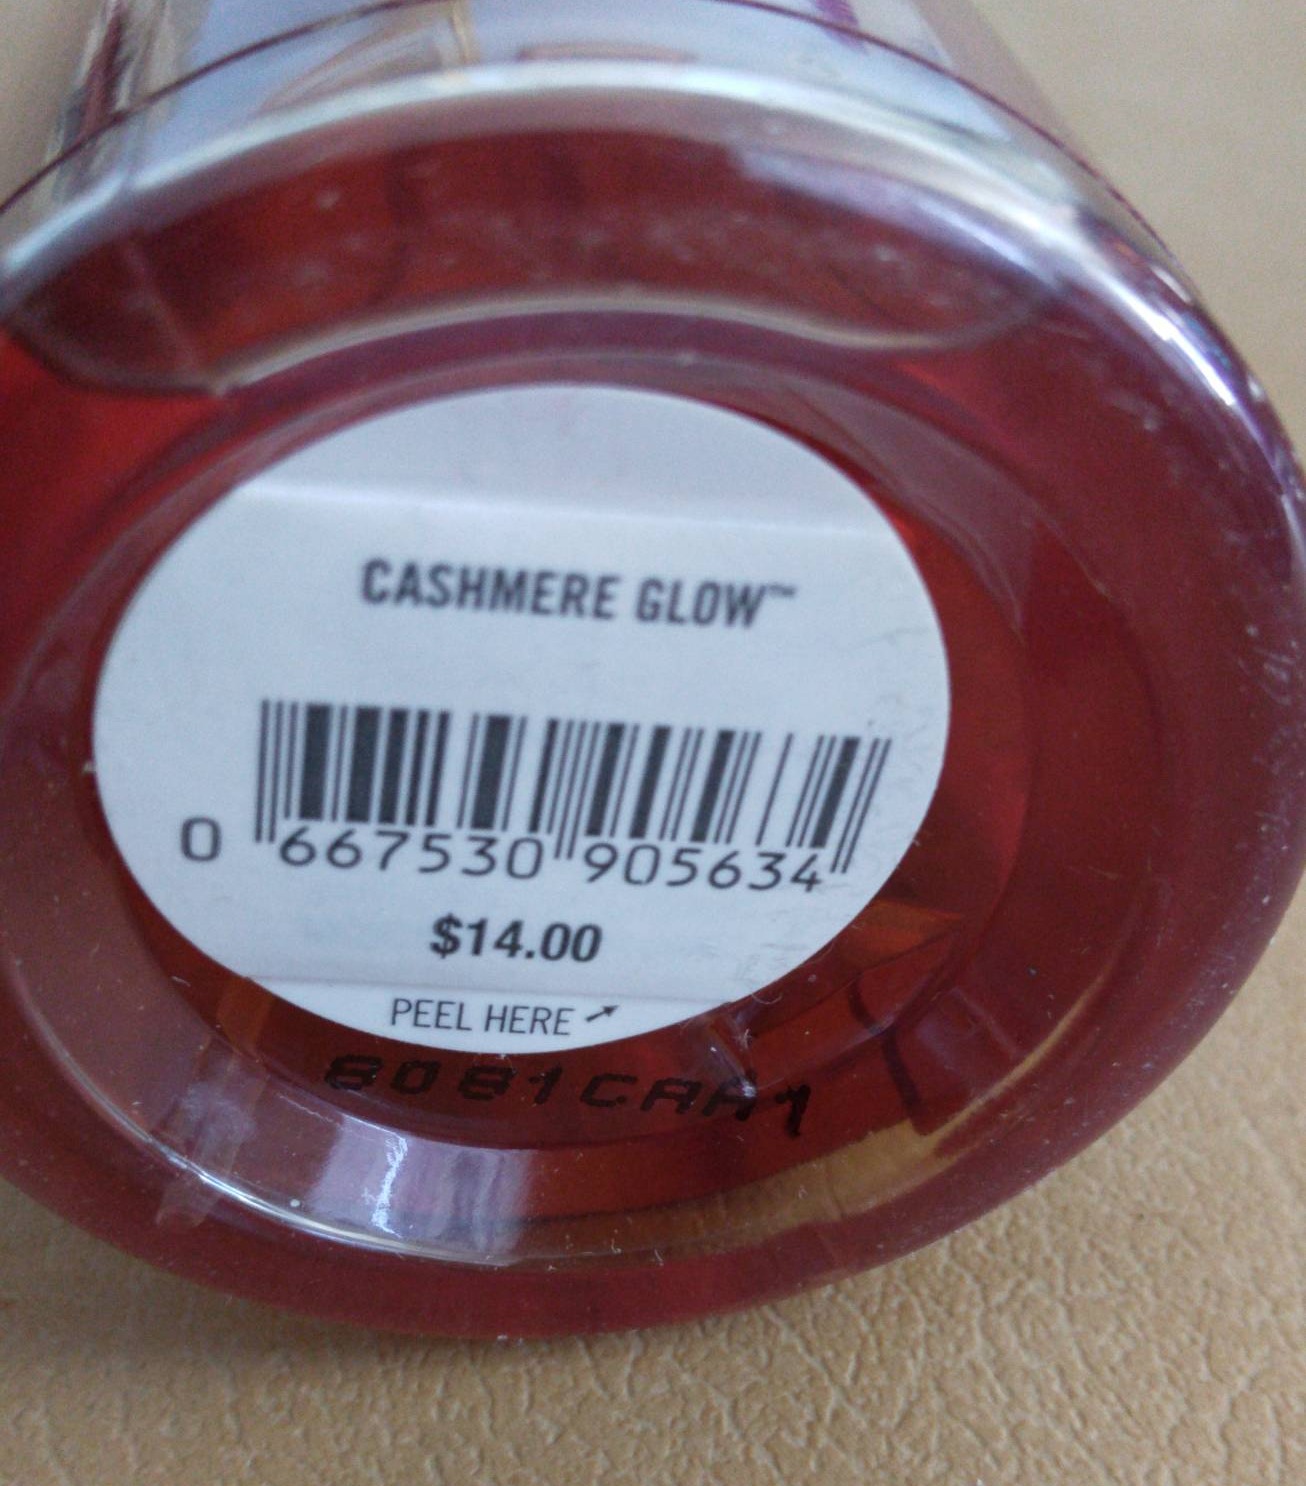 CASHMERE GLOW™
0 667530 905634
$14.00
PEEL HERE
8081CAA1